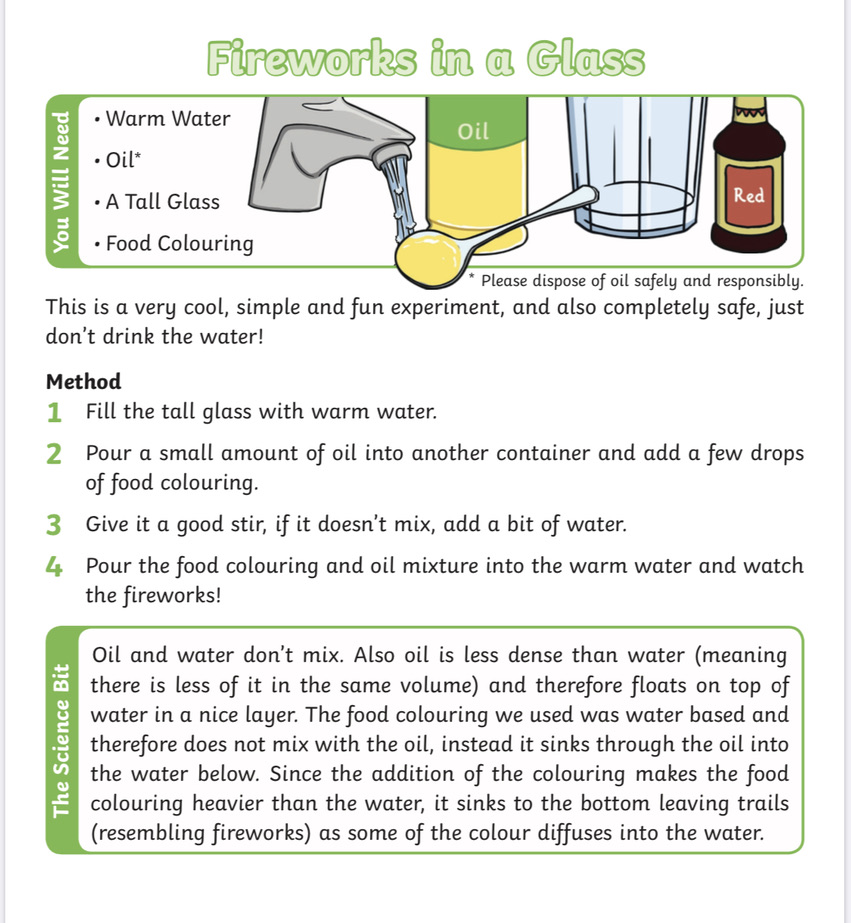 Fireworks in a Glass
You Will Need
• Warm Water
• Oil*
• A Tall Glass
• Food Colouring
Oil
Red
* Please dispose of oil safely and responsibly.
This is a very cool, simple and fun experiment, and also completely safe, just
don't drink the water!
Method
1 Fill the tall glass with warm water.
2 Pour a small amount of oil into another container and add a few drops
of food colouring.
3 Give it a good stir, if it doesn't mix, add a bit of water.
4 Pour the food colouring and oil mixture into the warm water and watch
the fireworks!
The Science Bit
Oil and water don't mix. Also oil is less dense than water (meaning
there is less of it in the same volume) and therefore floats on top of
water in a nice layer. The food colouring we used was water based and
therefore does not mix with the oil, instead it sinks through the oil into
the water below. Since the addition of the colouring makes the food
colouring heavier than the water, it sinks to the bottom leaving trails
(resembling fireworks) as some of the colour diffuses into the water.